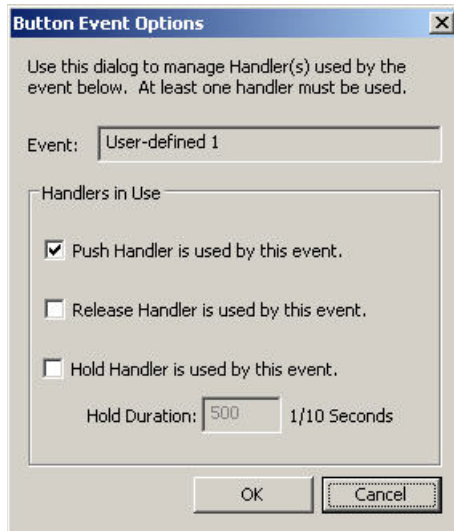 Button Event Options
Use this dialog to manage Handler(s) used by the
event below.  At least one handler must be used.
Event: User-defined 1
Handlers in Use
Push Handler is used by this event.
Release Handler is used by this event.
Hold Handler is used by this event.
Hold Duration: 500 1/10 Seconds
OK Cancel